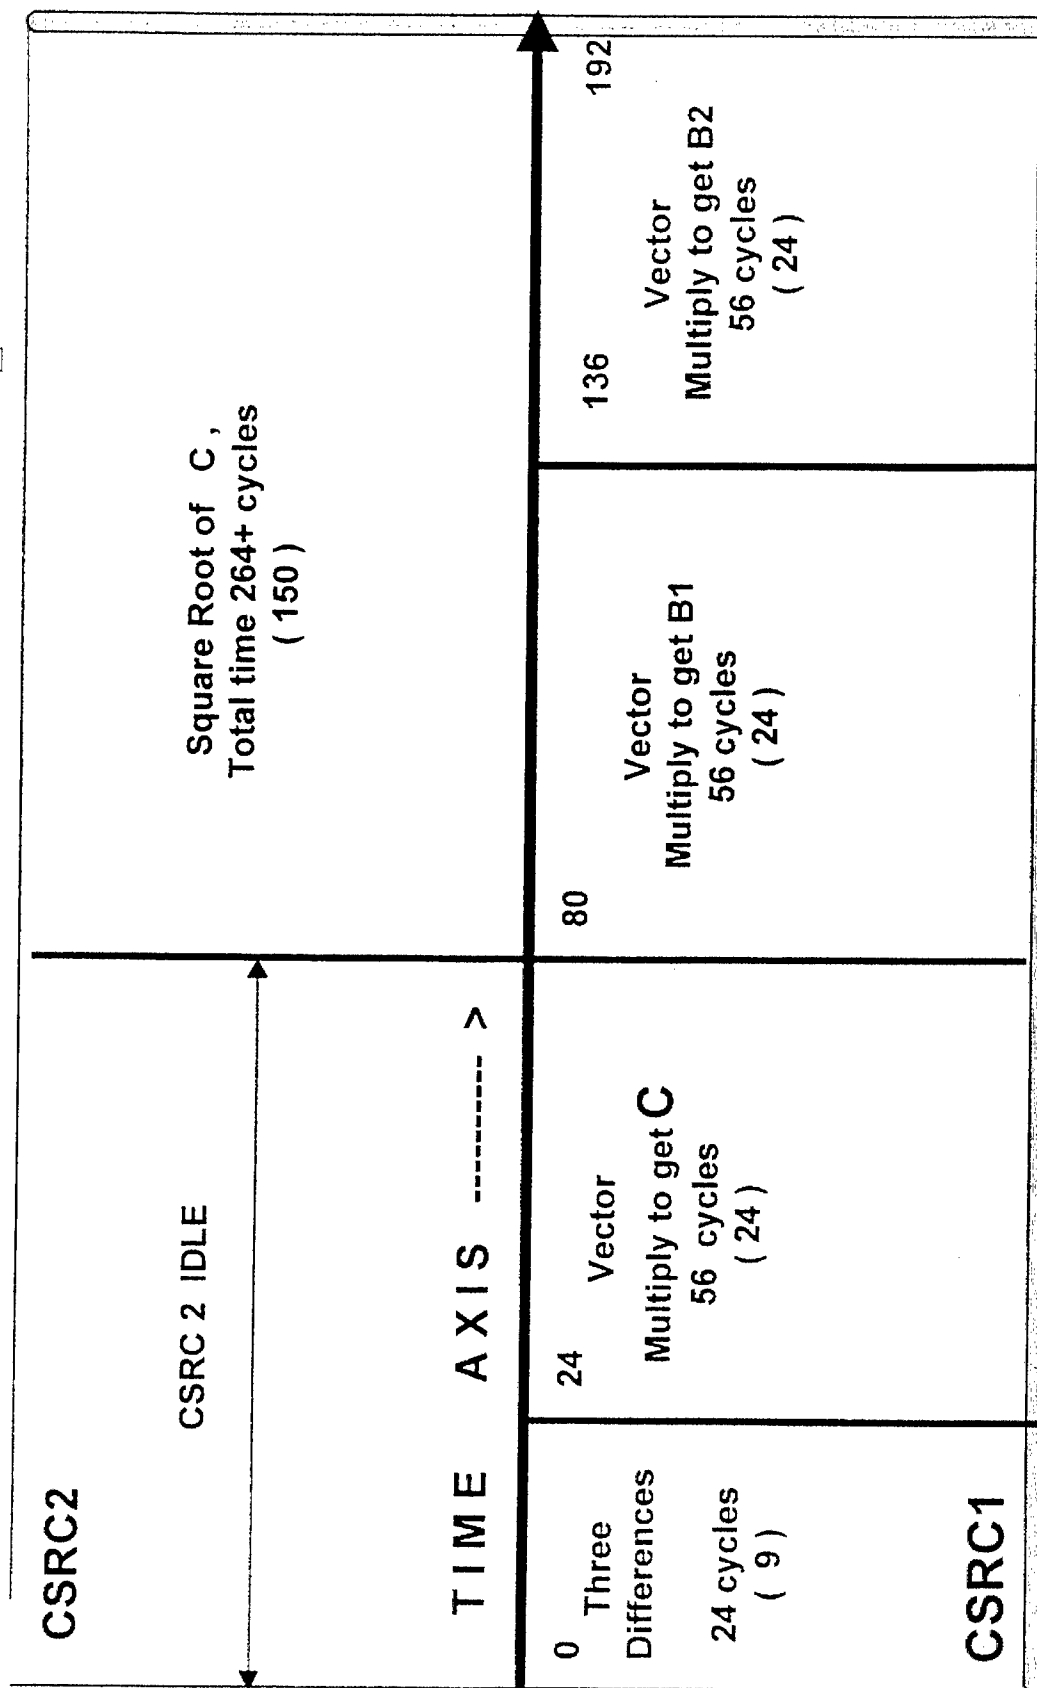 CSRC2
CSRC 2 IDLE
Square Root of C ,
Total time 264+ cycles
( 150 )
TIME AXIS ---------- >
0
Three
Differences
24 cycles
( 9 )
24
Vector
Multiply to get C
56 cycles
( 24 )
80
Vector
Multiply to get B1
56 cycles
( 24 )
136
Vector
Multiply to get B2
56 cycles
( 24 )
192
CSRC1